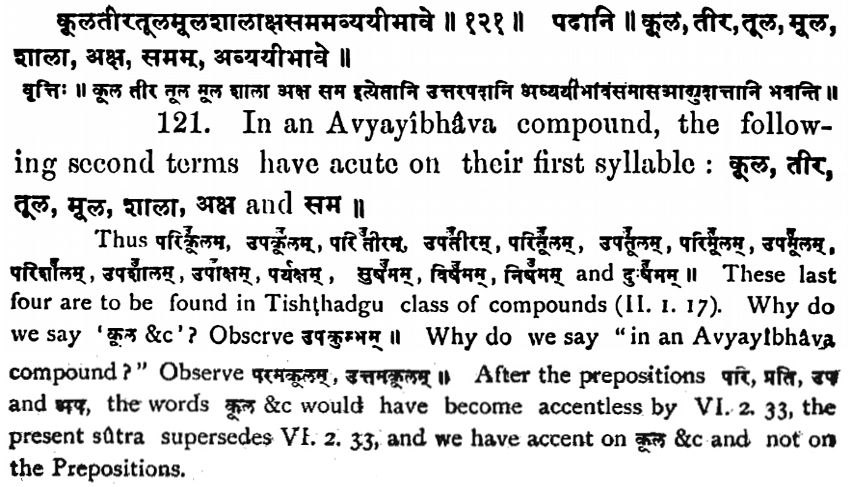 कूलतीरतूलमूलशालाक्षसममव्ययीभावे ॥ १२१ ॥ पदानि ॥ कूल, तीर, तूल, मूल,
शाला, अक्ष, समम्, अव्ययीभावे ॥
वृत्तिः ॥ कूल तीर तूल मूल शाला अक्ष सम इत्येतानि उत्तरपदानि अव्ययीभावसमासआद्युदात्तानि भवन्ति ॥
121. In an Avyayîbhâva compound, the follow-
ing second terms have acute on their first syllable : कूल, तीर,
तूल, मूल, शाला, अक्ष and सम ॥
Thus परिकू॑लम, उपकू॑लम्, परिती॑रम्, उपती॑रम्, परितू॑लम्, उपतू॑लम्, परिमू॑लम्, उपमू॑लम्,
परिशा॑लम्, उपशा॑लम्, उपा॑क्षम्, पर्य॑क्षम्, सुष॑मम्, विष॑मम्, निष॑मम् and दुःष॑मम् ॥ These last
four are to be found in Tishṭhadgu class of compounds (II. 1. 17). Why do
we say 'कूल &c'? Observe उपकुम्भम् ॥ Why do we say "in an Avyayîbhâva
compound?" Observe परमकूलम्, उत्तमकूलम् ॥ After the prepositions परि, प्रति, उप
and अप, the words कूल &c would have become accentless by VI. 2. 33, the
present sûtra supersedes VI. 2. 33, and we have accent on कूल &c and not on
the Prepositions.